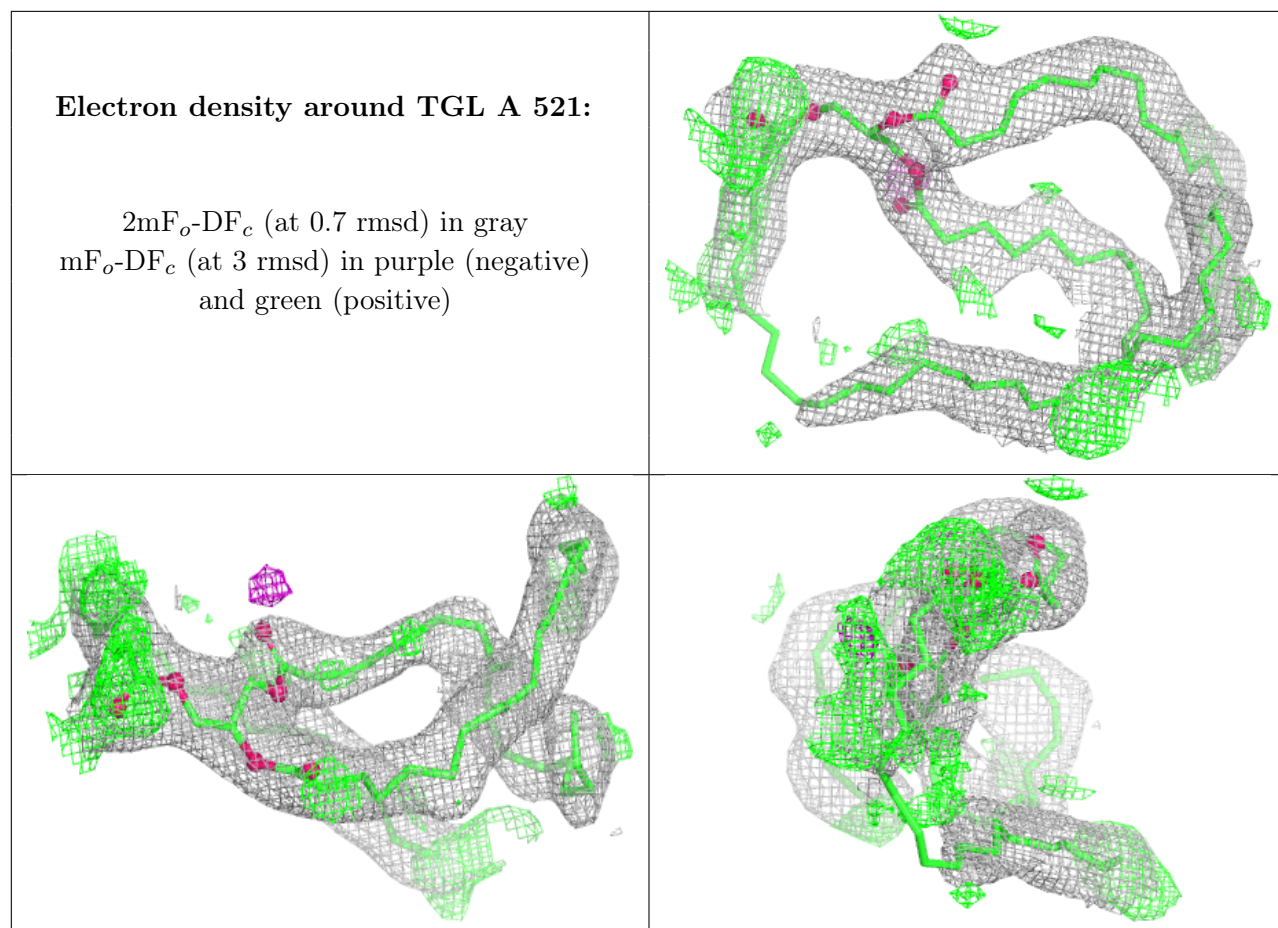 Electron density around TGL A 521:
2mFo-DFc (at 0.7 rmsd) in gray
mFo-DFc (at 3 rmsd) in purple (negative)
and green (positive)